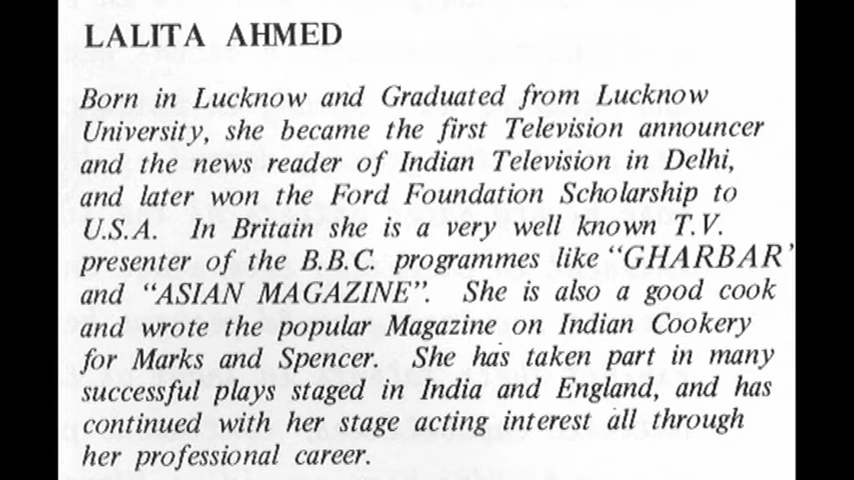 LALITA AHMED
Born in Lucknow and Graduated from Lucknow
University, she became the first Television announcer
and the news reader of Indian Television in Delhi,
and later won the Ford Foundation Scholarship to
U.S.A. In Britain she is a very well known T.V.
presenter of the B.B.C. programmes like "GHARBAR'
and "ASIAN MAGAZINE". She is also a good cook
and wrote the popular Magazine on Indian Cookery
for Marks and Spencer. She has taken part in many
successful plays staged in India and England, and has
continued with her stage acting interest all through
her professional career.